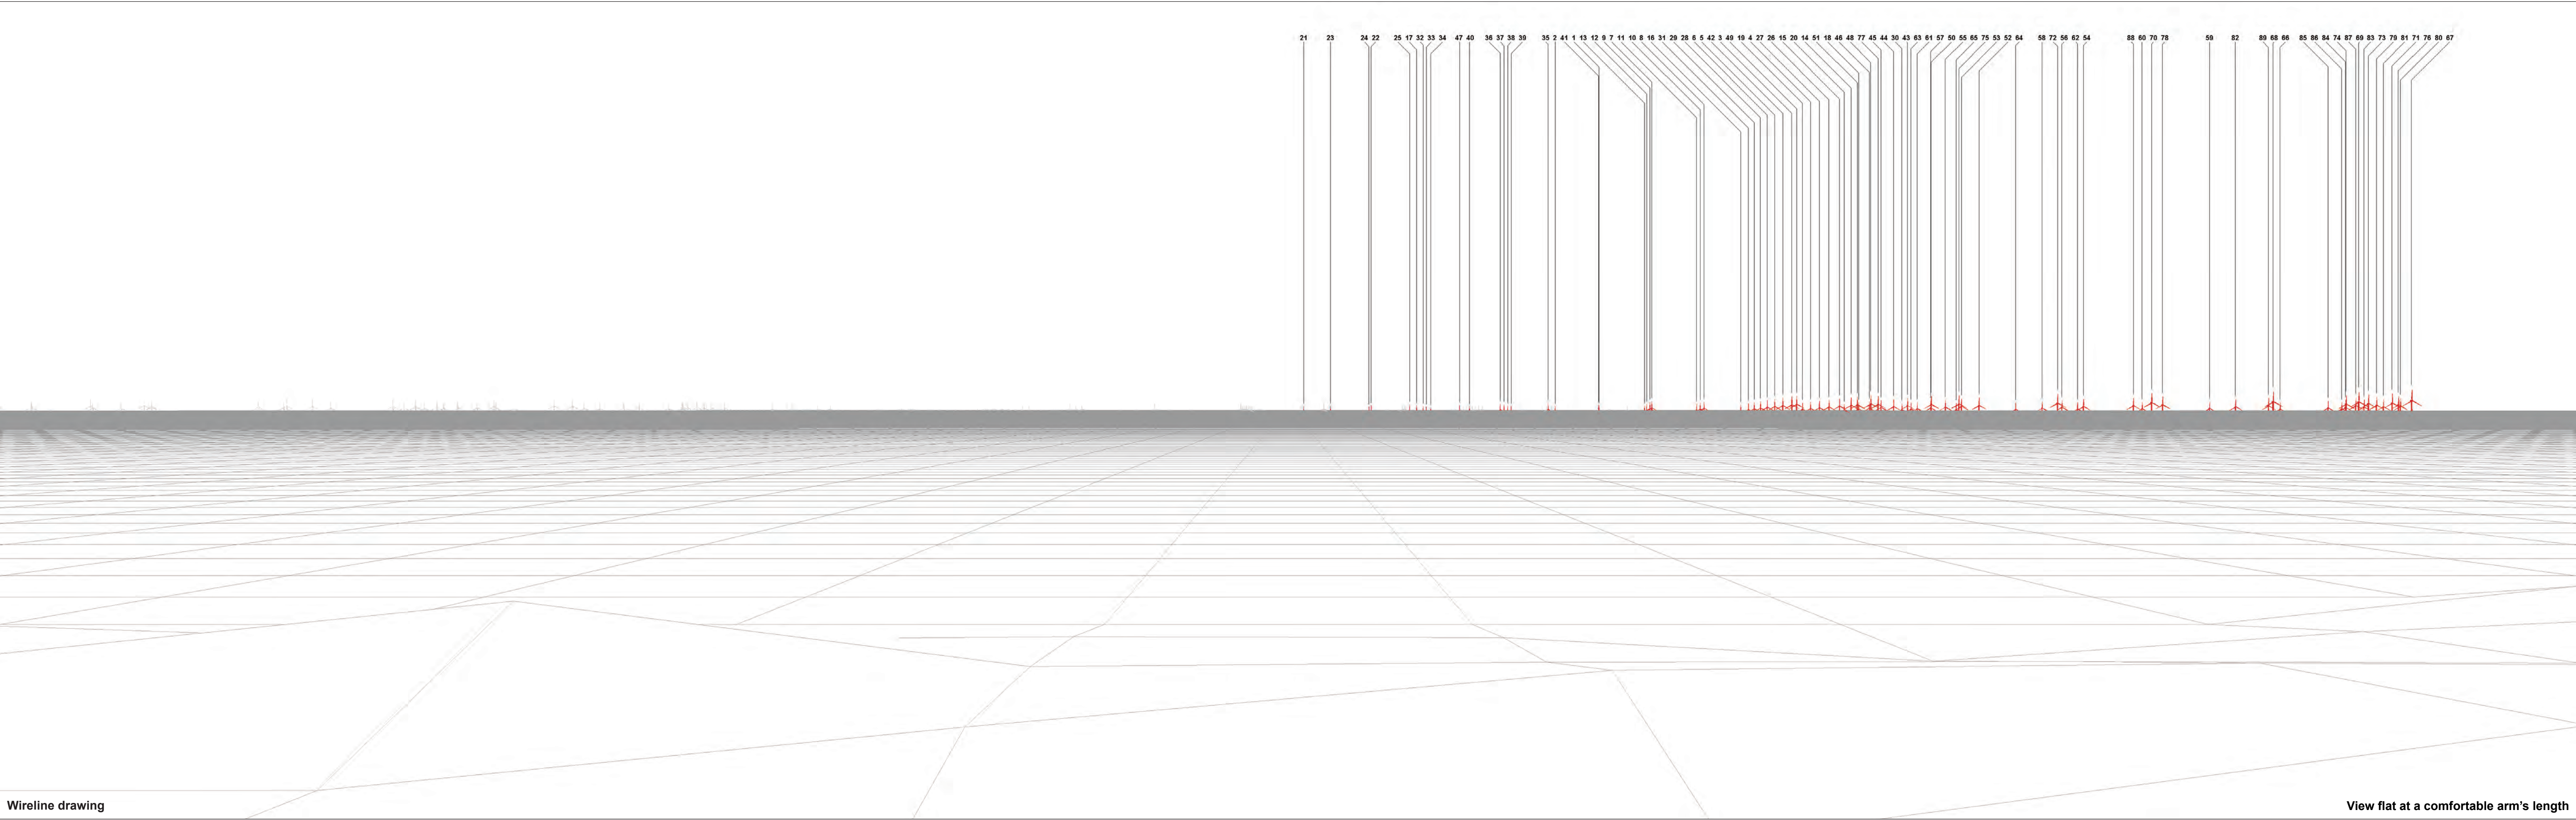 21 23 24 22 25 17 32 33 34 47 40 36 37 38 39 35 2 41 1 13 12 9 7 11 10 8 16 31 29 28 6 5 42 3 49 19 4 27 26 15 20 14 51 18 46 48 77 45 44 30 43 63 61 57 50 55 65 75 53 52 64 58 72 56 62 54 88 60 70 78 59 82 89 68 66 85 86 84 74 87 69 83 73 79 81 71 76 80 67
Wireline drawing
View flat at a comfortable arm's length